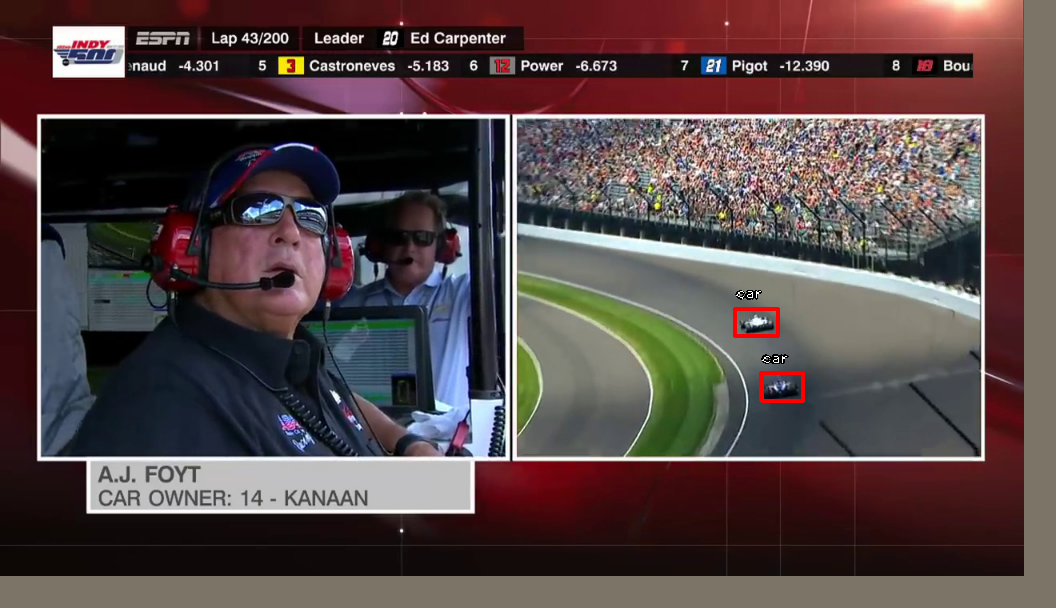 INDY
500
ESPN Lap 43/200 Leader 20 Ed Carpenter
enaud -4.301 5 3 Castroneves -5.183 6 12 Power -6.673 7 21 Pigot -12.390 8 18 Bou
car
car
A.J. FOYT
CAR OWNER: 14 - KANAAN